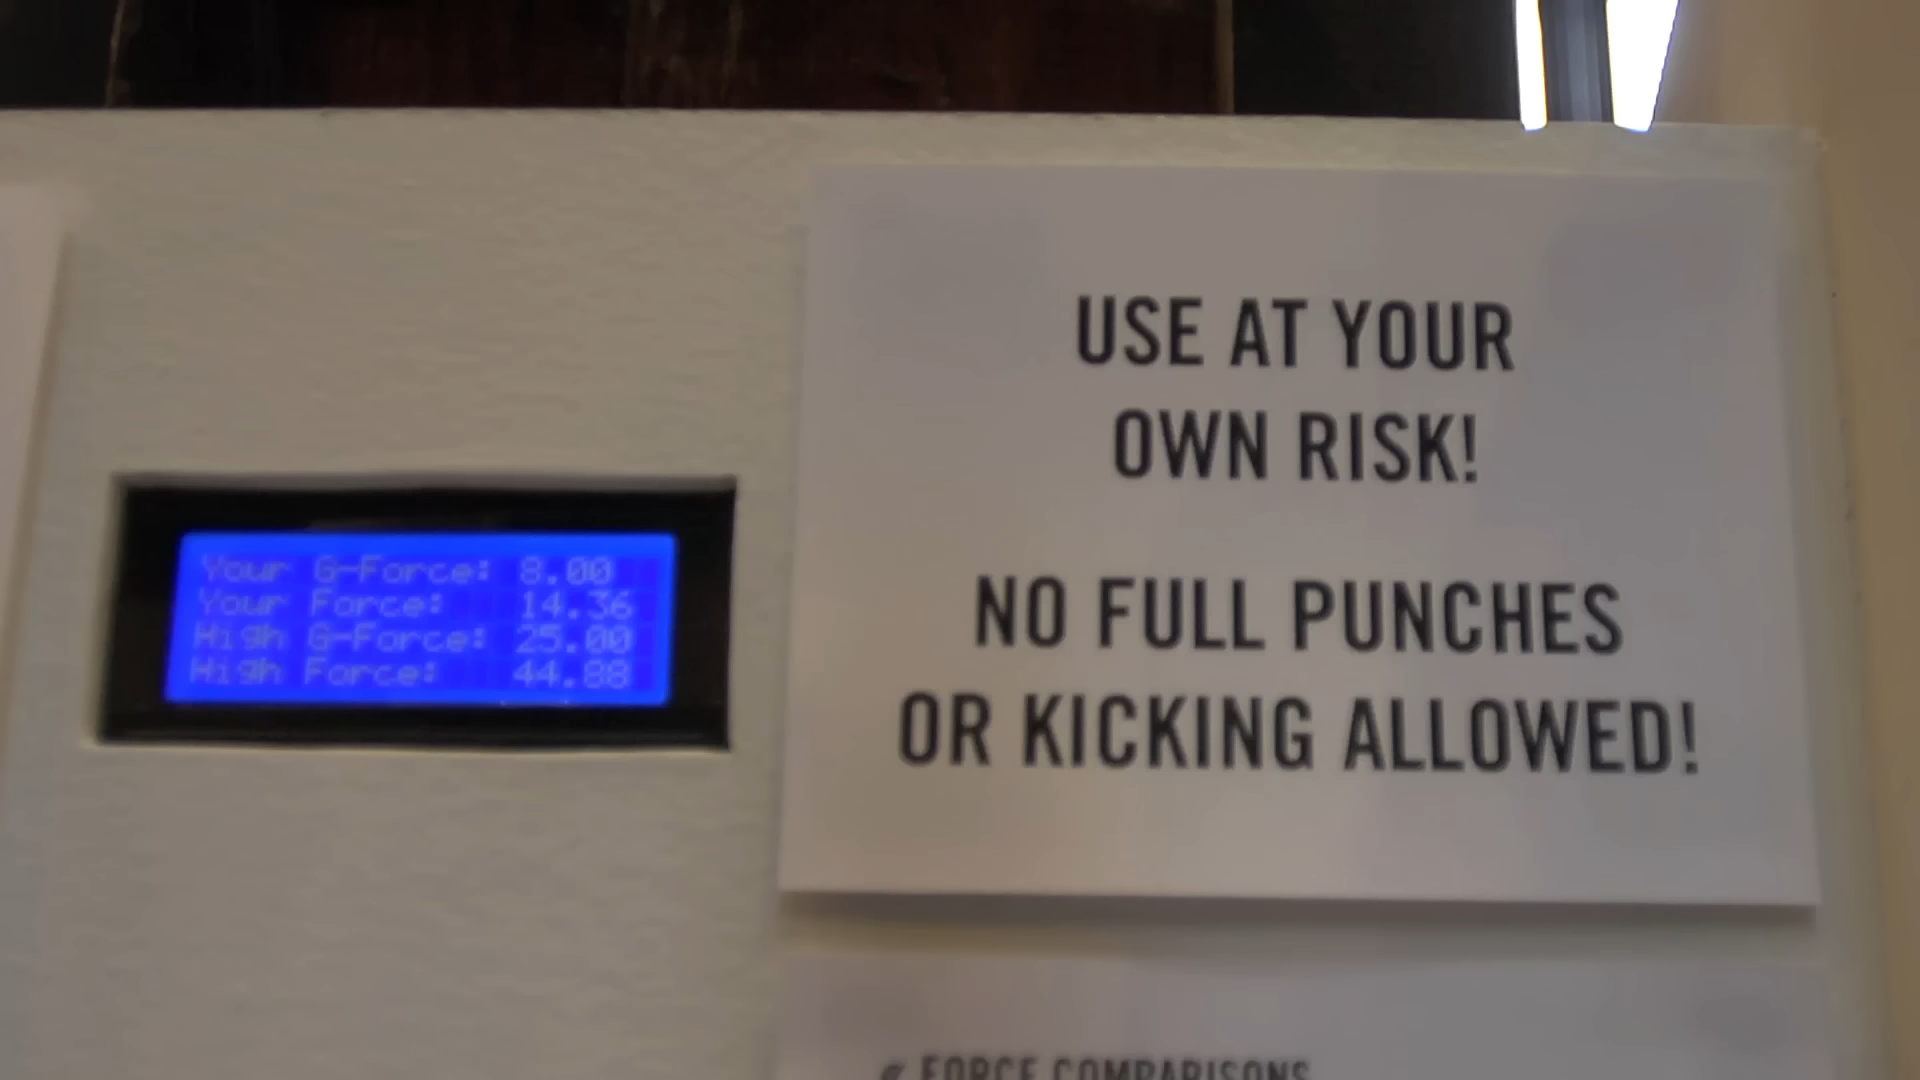 Your G-Force: 8.00
Your Force: 14.36
High G-Force: 25.00
High Force: 44.88
USE AT YOUR
OWN RISK!
NO FULL PUNCHES
OR KICKING ALLOWED!
« FORCE COMPARISONS